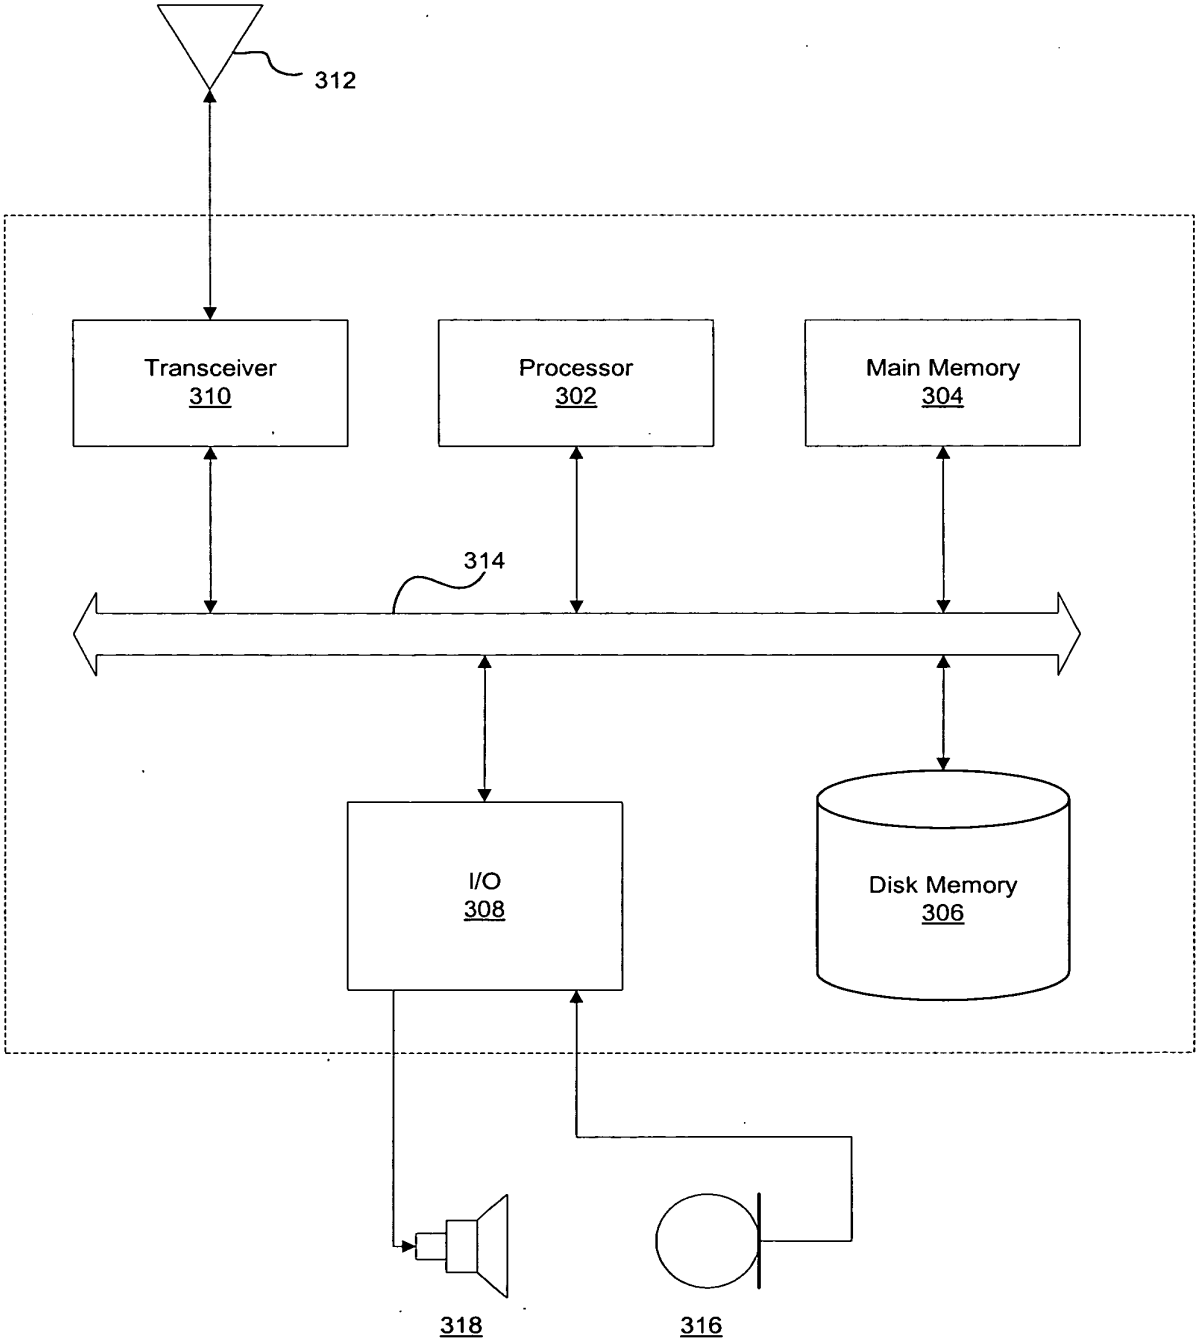 312
Transceiver
310
Processor
302
Main Memory
304
314
I/O
308
Disk Memory
306
318
316